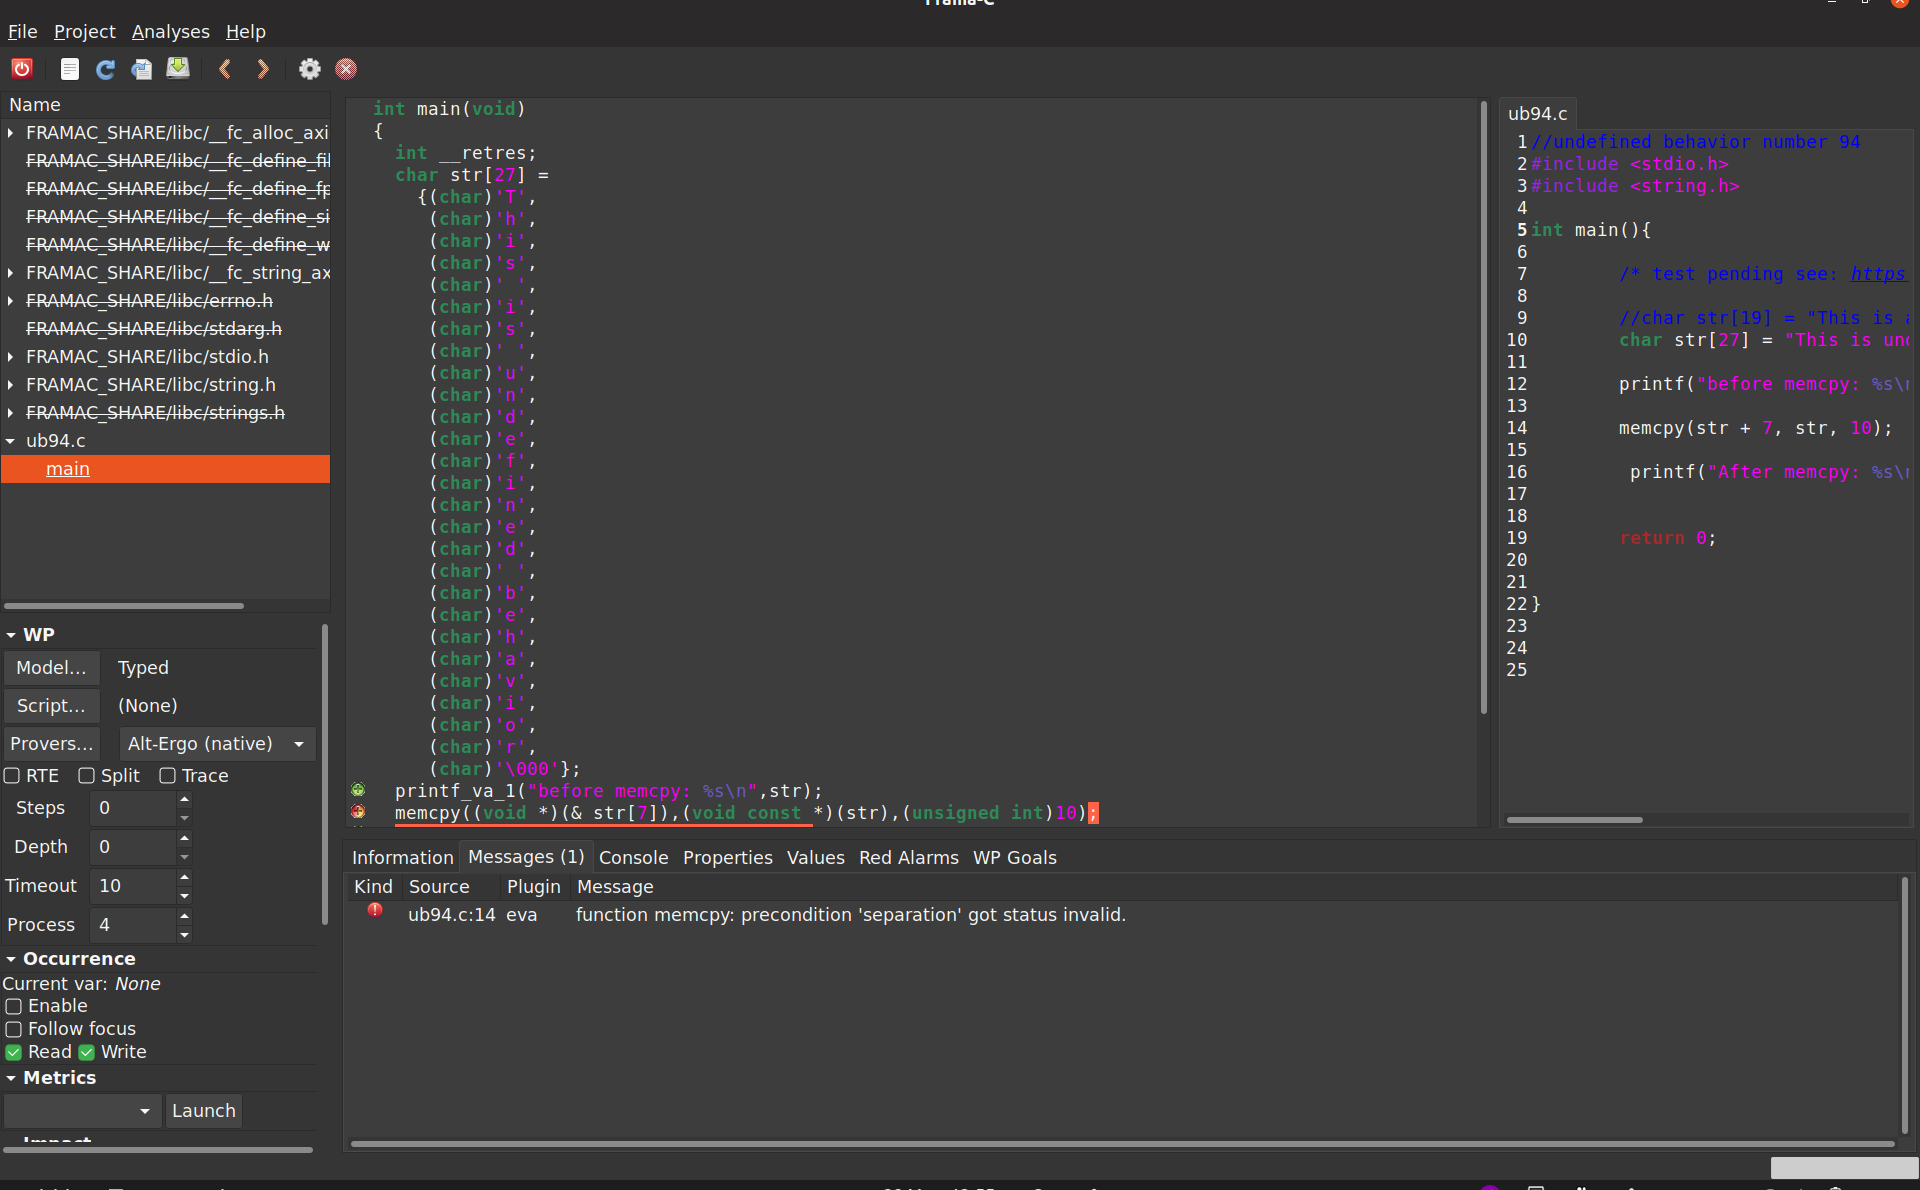 Frama-C
File Project Analyses Help
Name
FRAMAC_SHARE/libc/__fc_alloc_axi
FRAMAC_SHARE/libc/__fc_define_fil
FRAMAC_SHARE/libc/__fc_define_fp
FRAMAC_SHARE/libc/__fc_define_si
FRAMAC_SHARE/libc/__fc_define_w
FRAMAC_SHARE/libc/__fc_string_ax
FRAMAC_SHARE/libc/errno.h
FRAMAC_SHARE/libc/stdarg.h
FRAMAC_SHARE/libc/stdio.h
FRAMAC_SHARE/libc/string.h
FRAMAC_SHARE/libc/strings.h
ub94.c
main
WP
Model... Typed
Script... (None)
Provers... Alt-Ergo (native)
RTE Split Trace
Steps 0
Depth 0
Timeout 10
Process 4
Occurrence
Current var: None
Enable
Follow focus
Read Write
Metrics
Launch
Impact
int main(void)
{
int __retres;
char str[27] =
{(char)'T',
(char)'h',
(char)'i',
(char)'s',
(char)' ',
(char)'i',
(char)'s',
(char)' ',
(char)'u',
(char)'n',
(char)'d',
(char)'e',
(char)'f',
(char)'i',
(char)'n',
(char)'e',
(char)'d',
(char)' ',
(char)'b',
(char)'e',
(char)'h',
(char)'a',
(char)'v',
(char)'i',
(char)'o',
(char)'r',
(char)'\000'};
printf_va_1("before memcpy: %s\n",str);
memcpy((void *)(& str[7]),(void const *)(str),(unsigned int)10);
ub94.c
1 //undefined behavior number 94
2 #include <stdio.h>
3 #include <string.h>
4
5 int main(){
6
7 /* test pending see: https
8
9 //char str[19] = "This is a
10 char str[27] = "This is und
11
12 printf("before memcpy: %s\n
13
14 memcpy(str + 7, str, 10);
15
16 printf("After memcpy: %s\n
17
18
19 return 0;
20
21
22 }
23
24
25
Information Messages (1) Console Properties Values Red Alarms WP Goals
Kind Source Plugin Message
ub94.c:14 eva function memcpy: precondition 'separation' got status invalid.